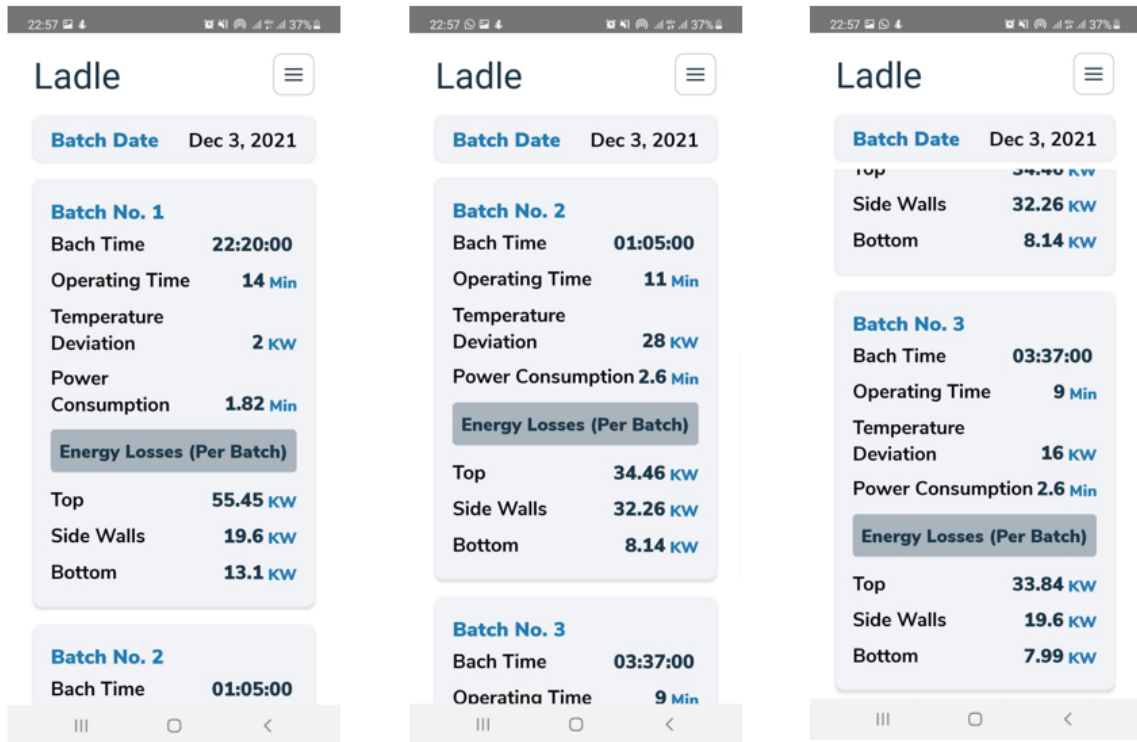 22:57
37%
Ladle
Batch Date Dec 3, 2021
Batch No. 1
Bach Time 22:20:00
Operating Time 14 Min
Temperature
Deviation 2 KW
Power
Consumption 1.82 Min
Energy Losses (Per Batch)
Top 55.45 KW
Side Walls 19.6 KW
Bottom 13.1 KW
Batch No. 2
Bach Time 01:05:00
22:57
37%
Ladle
Batch Date Dec 3, 2021
Batch No. 2
Bach Time 01:05:00
Operating Time 11 Min
Temperature
Deviation 28 KW
Power Consumption 2.6 Min
Energy Losses (Per Batch)
Top 34.46 KW
Side Walls 32.26 KW
Bottom 8.14 KW
Batch No. 3
Bach Time 03:37:00
Operating Time 9 Min
22:57
37%
Ladle
Batch Date Dec 3, 2021
Top 34.46 KW
Side Walls 32.26 KW
Bottom 8.14 KW
Batch No. 3
Bach Time 03:37:00
Operating Time 9 Min
Temperature
Deviation 16 KW
Power Consumption 2.6 Min
Energy Losses (Per Batch)
Top 33.84 KW
Side Walls 19.6 KW
Bottom 7.99 KW